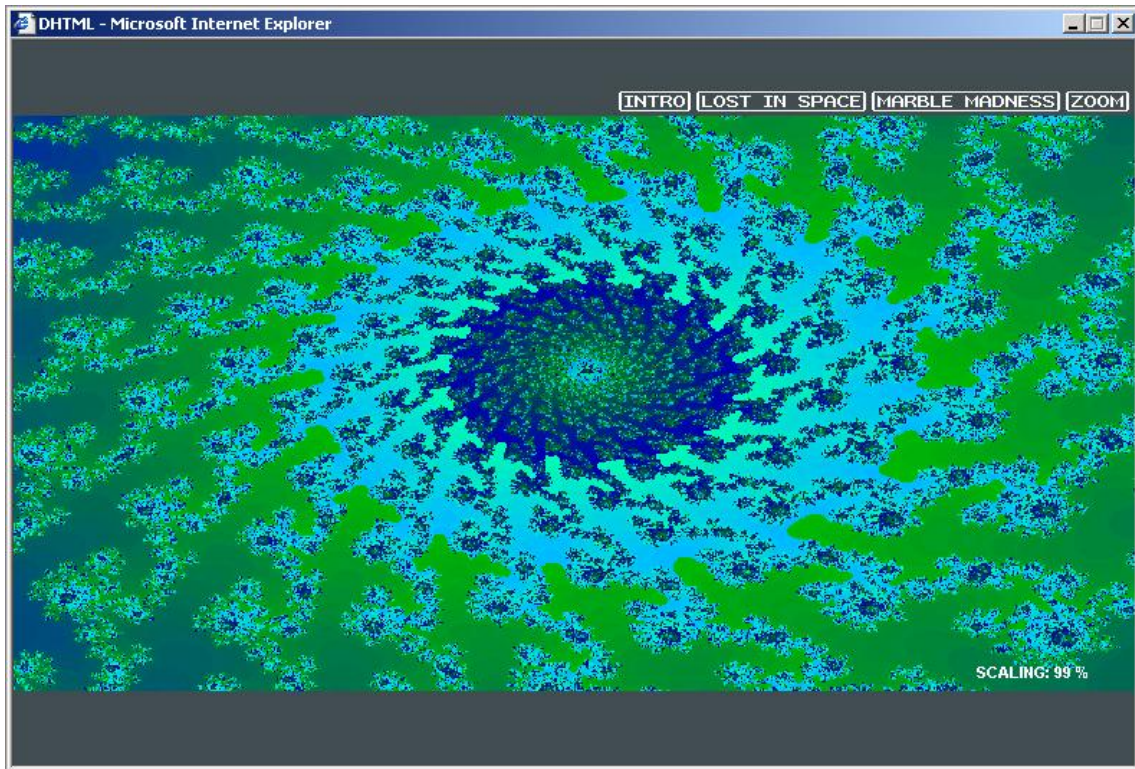 DHTML - Microsoft Internet Explorer
INTRO LOST IN SPACE MARBLE MADNESS ZOOM
SCALING: 99 %